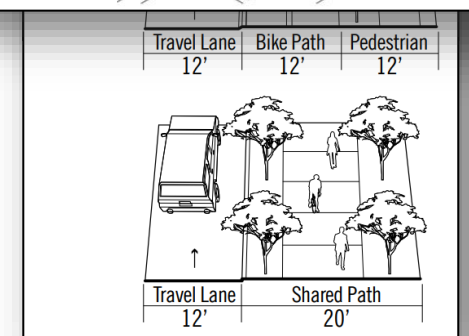 Travel Lane Bike Path Pedestrian
12’ 12’ 12’
Travel Lane Shared Path
12’ 20’